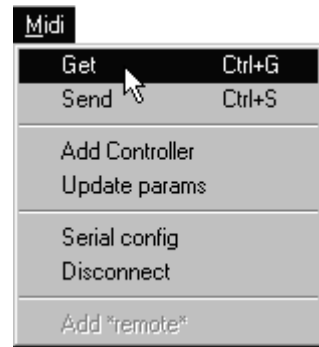 Midi
Get Ctrl+G
Send Ctrl+S
Add Controller
Update params
Serial config
Disconnect
Add *remote*